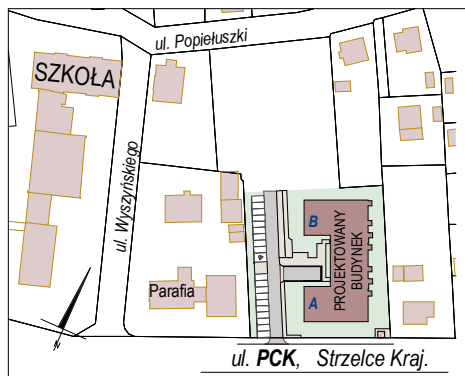 ul. Popiełuszki
SZKOŁA
ul. Wyszyńskiego
B
PROJEKTOWANY
BUDYNEK
A
Parafia
N
ul. PCK, Strzelce Kraj.